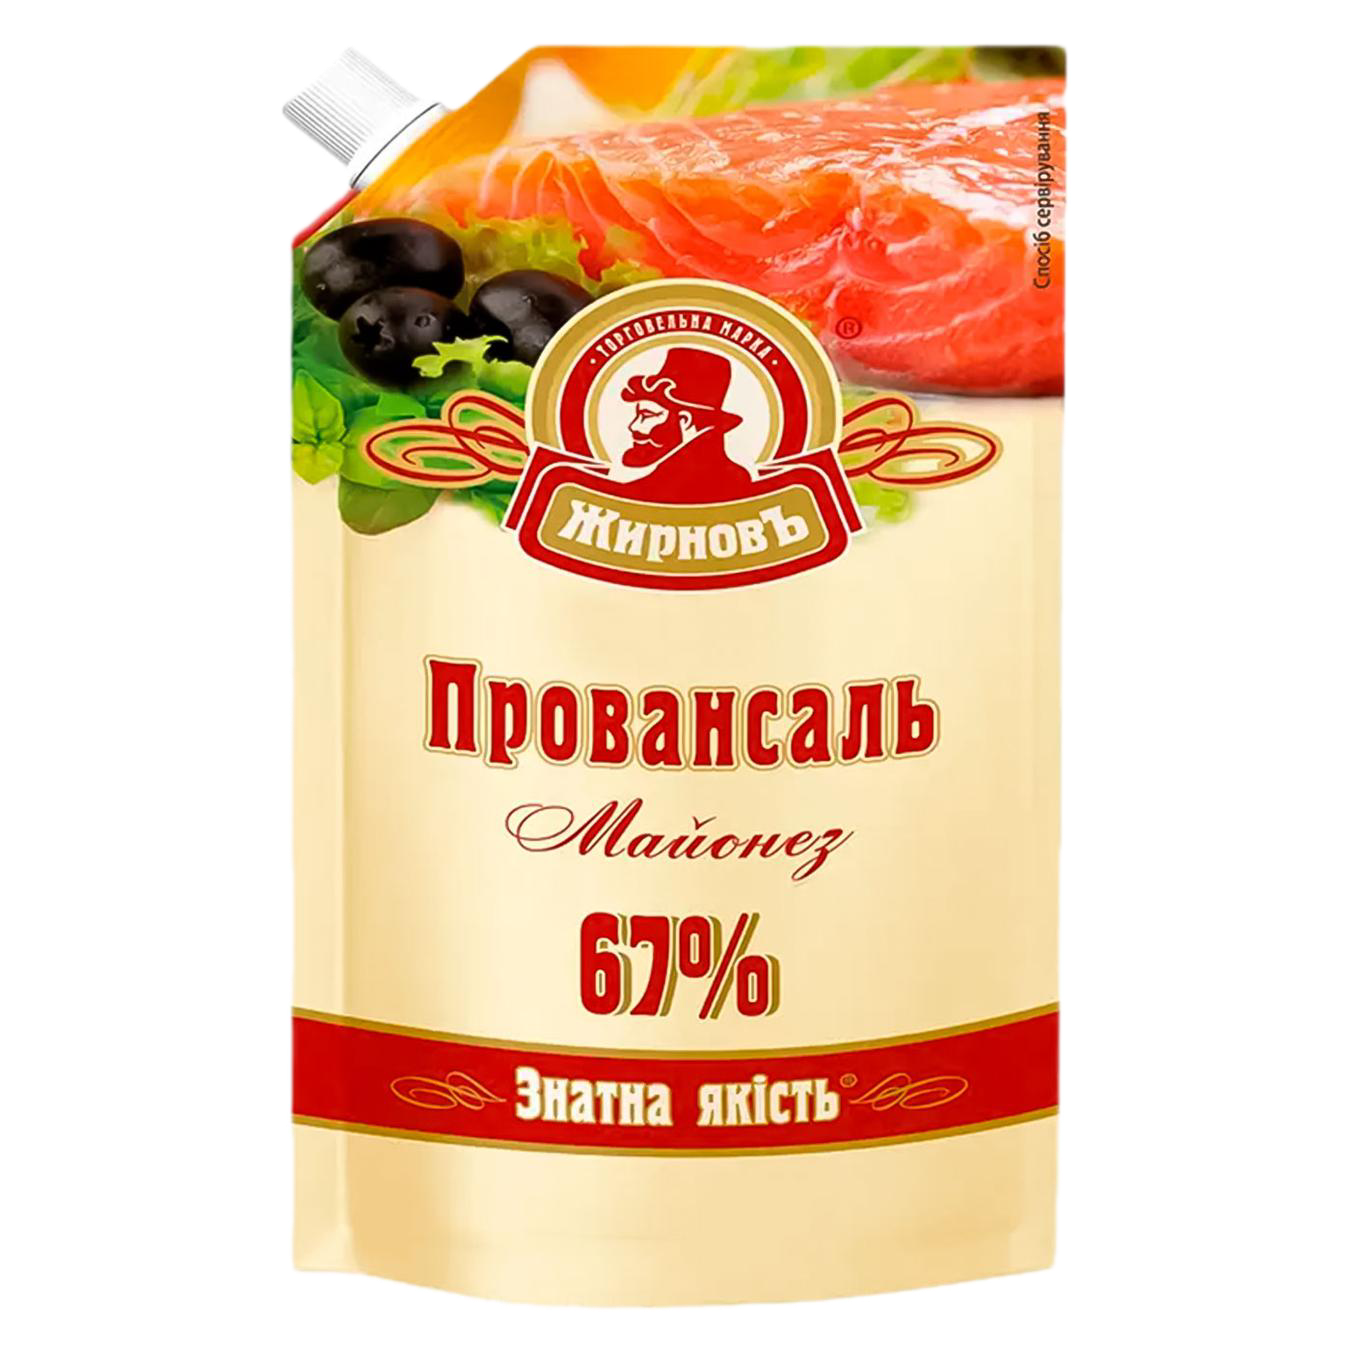 Спосіб сервірування
®
· ТОРГОВЕЛЬНА МАРКА ·
ЖИРНОВЪ
Провансаль
Майонез
67%
Знатна якість®